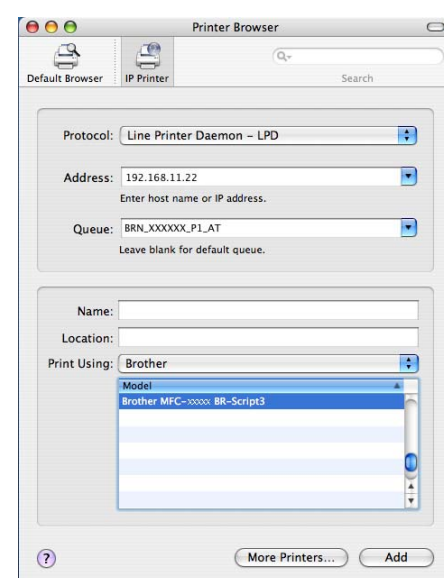 Printer Browser
Default Browser
IP Printer
Search
Protocol: Line Printer Daemon – LPD
Address: 192.168.11.22
Enter host name or IP address.
Queue: BRN_XXXXXX_P1_AT
Leave blank for default queue.
Name:
Location:
Print Using: Brother
Model
Brother MFC-xxxxx BR-Script3
?
More Printers...
Add